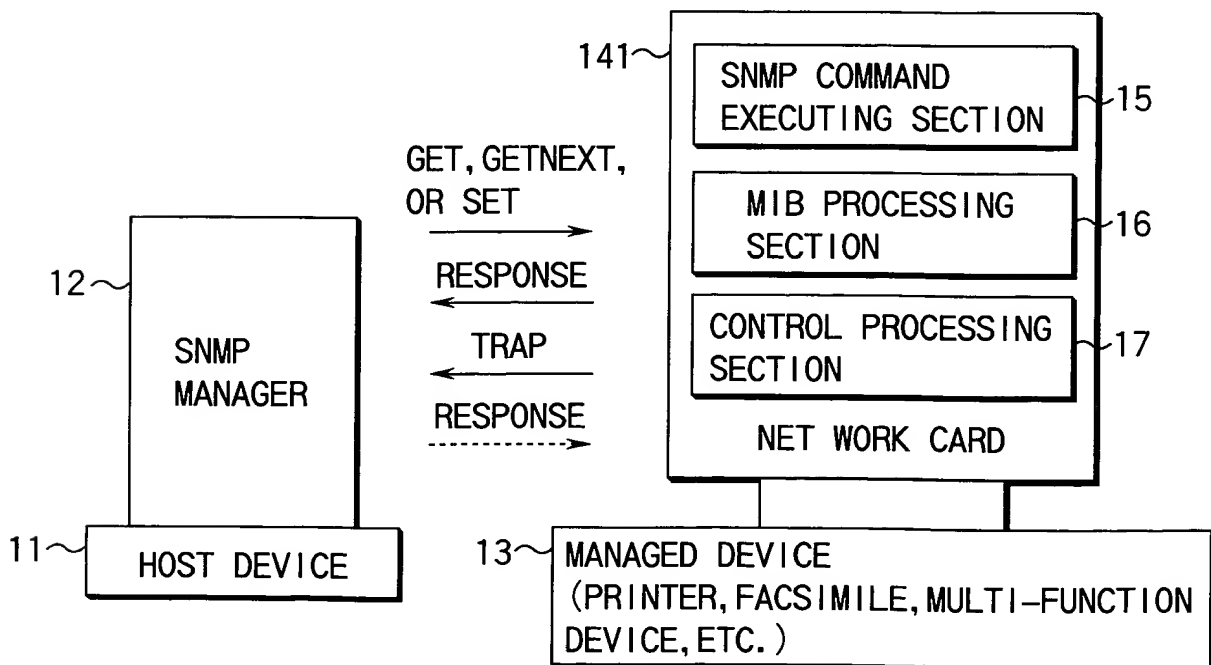 141
SNMP COMMAND
EXECUTING SECTION
15
GET, GETNEXT,
OR SET
MIB PROCESSING
SECTION
16
12
RESPONSE
SNMP
MANAGER
TRAP
CONTROL PROCESSING
SECTION
17
RESPONSE
NET WORK CARD
11
HOST DEVICE
13
MANAGED DEVICE
(PRINTER, FACSIMILE, MULTI-FUNCTION
DEVICE, ETC.)